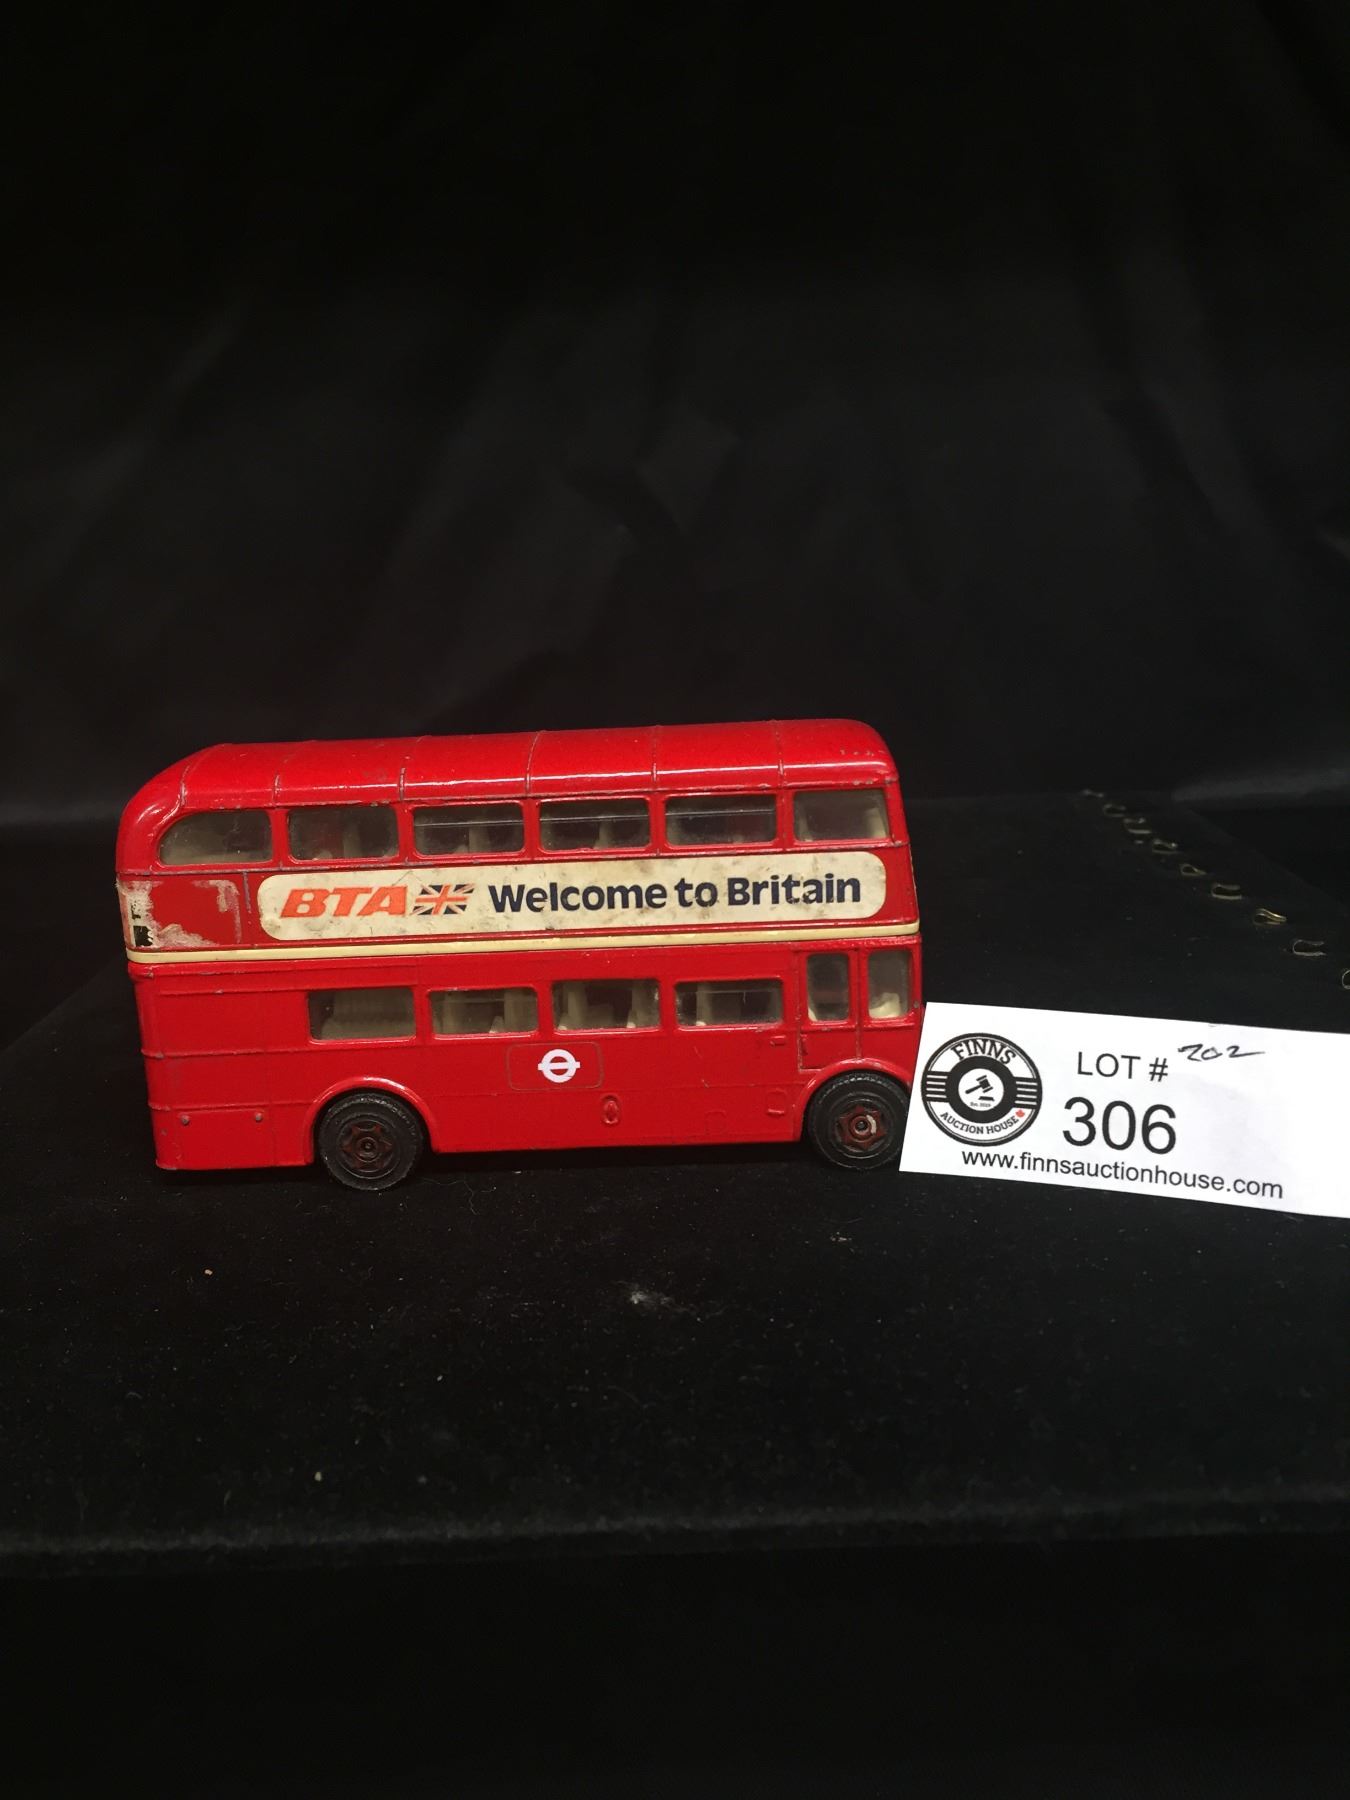 BTA Welcome to Britain
FINNS
AUCTION HOUSE
LOT # 202
306
www.finnsauctionhouse.com